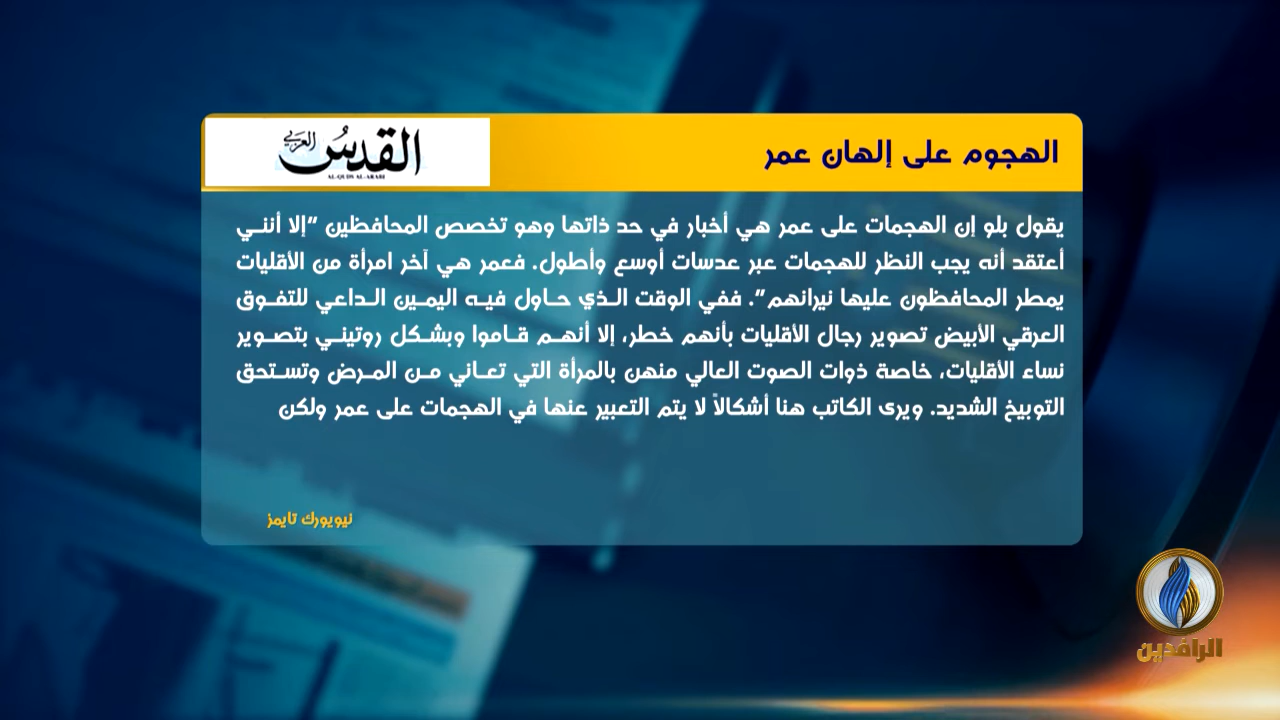 الهجوم على إلهان عمر
القدس العربي
AL-QUDS AL-ARABI
يقول بلو إن الهجمات على عمر هي أخبار في حد ذاتها وهو تخصص المحافظين “إلا أنني
أعتقد أنه يجب النظر للهجمات عبر عدسات أوسع وأطول. فعمر هي آخر امرأة من الأقليات
يمطر المحافظون عليها نيرانهم”. ففي الوقت الذي حاول فيه اليمين الداعي للتفوق
العرقي الأبيض تصوير رجال الأقليات بأنهم خطر، إلا أنهم قاموا وبشكل روتيني بتصوير
نساء الأقليات، خاصة ذوات الصوت العالي منهن بالمرأة التي تعاني من المرض وتستحق
التوبيخ الشديد. ويرى الكاتب هنا أشكالاً لا يتم التعبير عنها في الهجمات على عمر ولكن
نيويورك تايمز
الرافدين